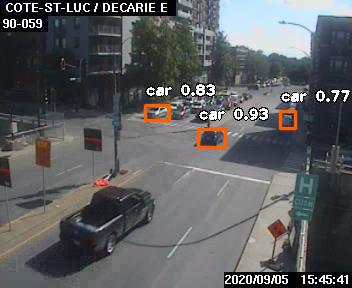 COTE-ST-LUC / DECARIE E
90-059
car 0.83
car 0.77
car 0.93
H
CUSM
2020/09/05 15:45:41